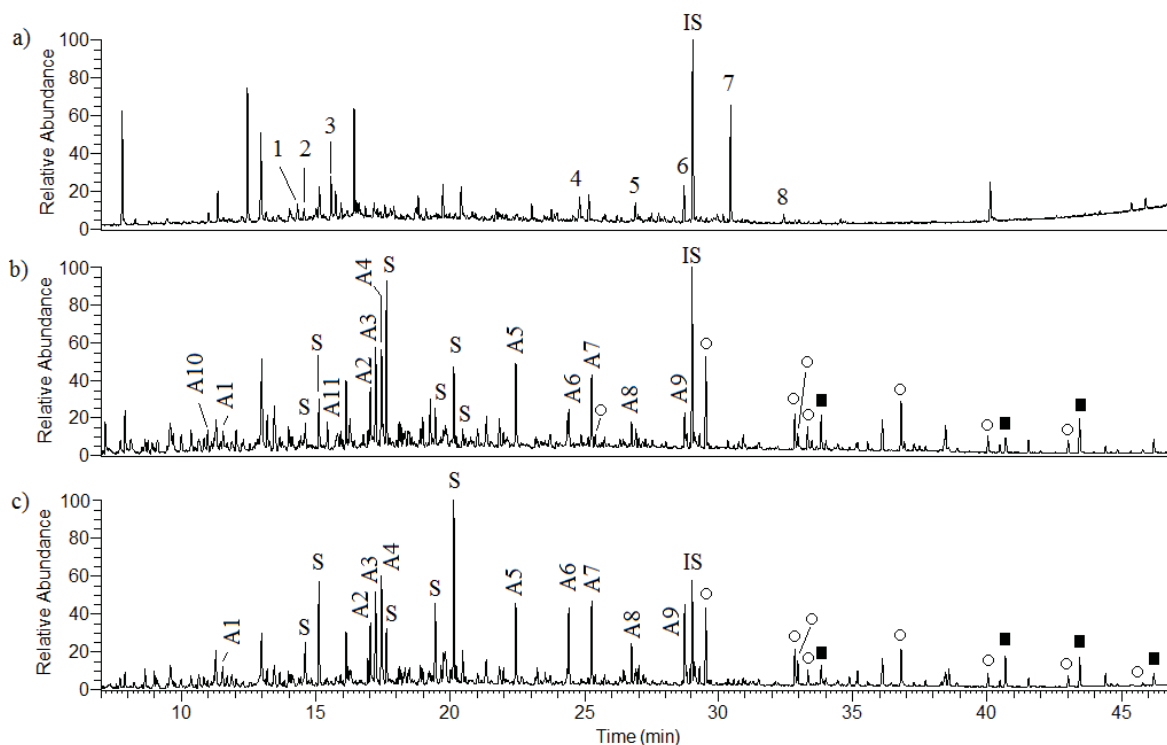 a)
IS
100
80
60
40
20
0
Relative Abundance
1
2
3
4
5
6
7
8
b)
IS
100
80
60
40
20
0
Relative Abundance
A10
A1
S
S
A11
A2
A3
A4
S
S
S
S
A5
A6
A7
A8
A9
c)
IS
100
80
60
40
20
0
Relative Abundance
A1
S
S
A2
A3
A4
S
S
S
A5
A6
A7
A8
A9
10 15 20 25 30 35 40 45
Time (min)